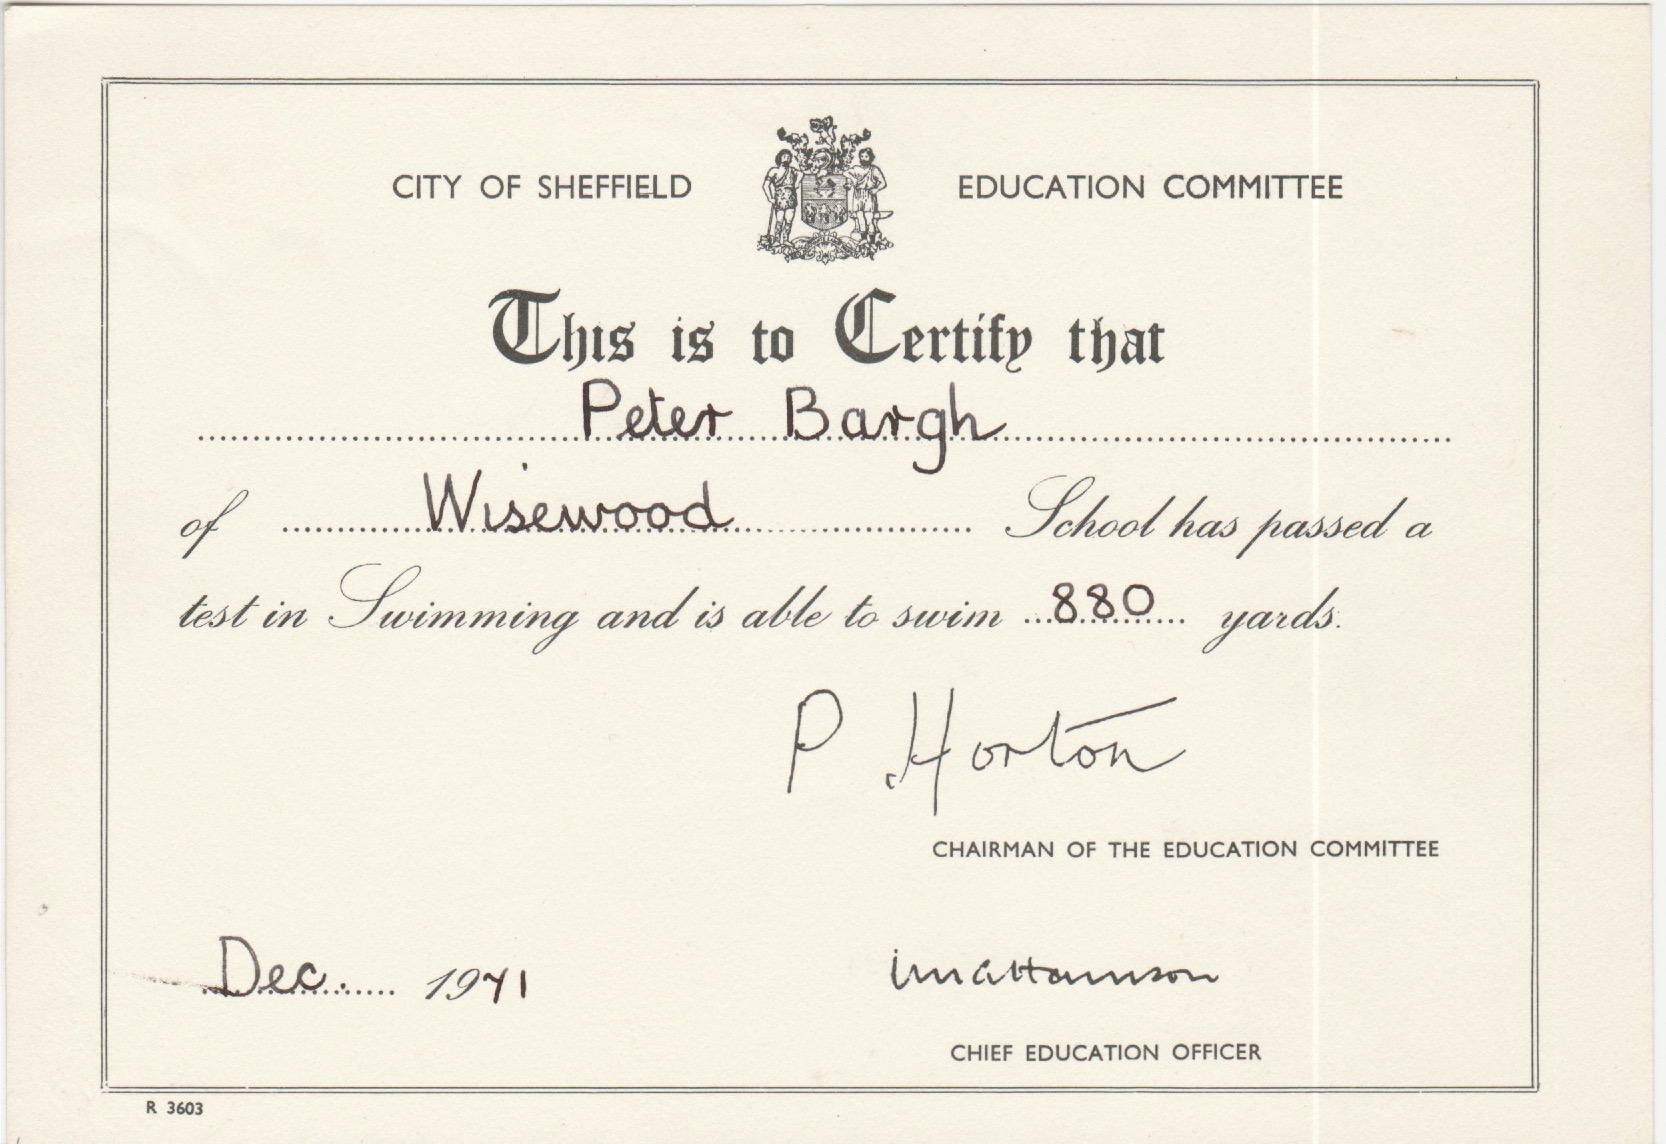 CITY OF SHEFFIELD EDUCATION COMMITTEE
This is to Certify that
Peter Bargh
of Wisewood School has passed a
test in Swimming and is able to swim 880 yards.
P. Horton
CHAIRMAN OF THE EDUCATION COMMITTEE
Dec. 1971
CHIEF EDUCATION OFFICER
R 3603